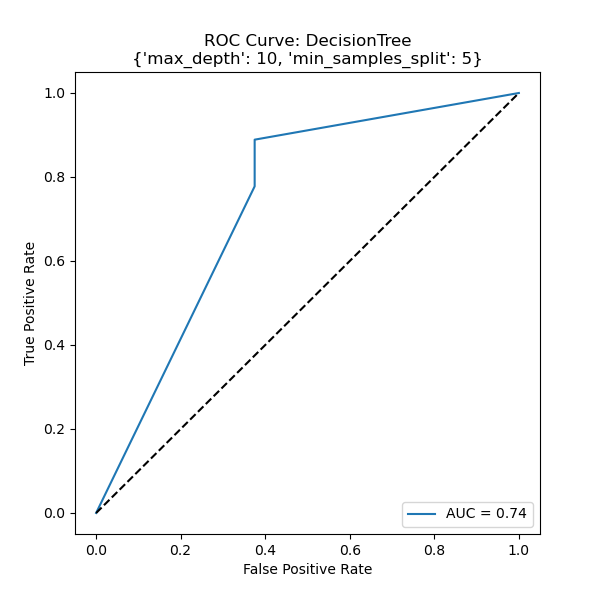 ROC Curve: DecisionTree
{'max_depth': 10, 'min_samples_split': 5}
True Positive Rate
1.0
0.8
0.6
0.4
0.2
0.0
AUC = 0.74
0.0 0.2 0.4 0.6 0.8 1.0
False Positive Rate